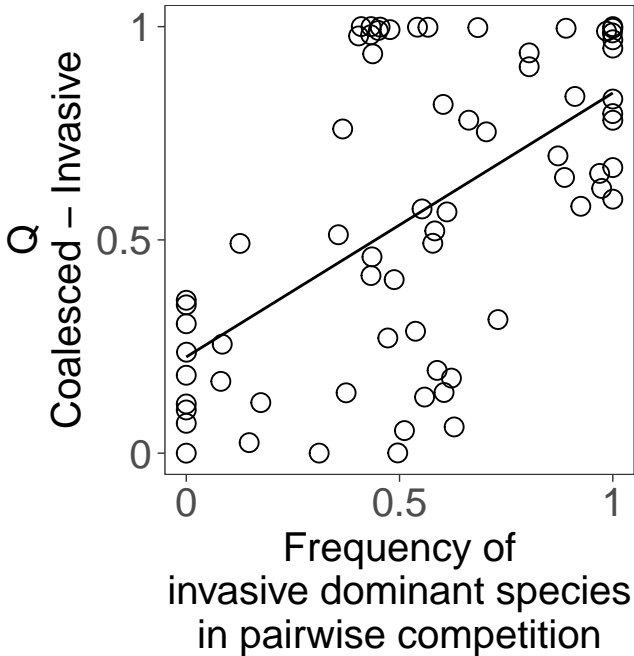 Q
Coalesced – Invasive
1
0.5
0
0
0.5
1
Frequency of
invasive dominant species
in pairwise competition